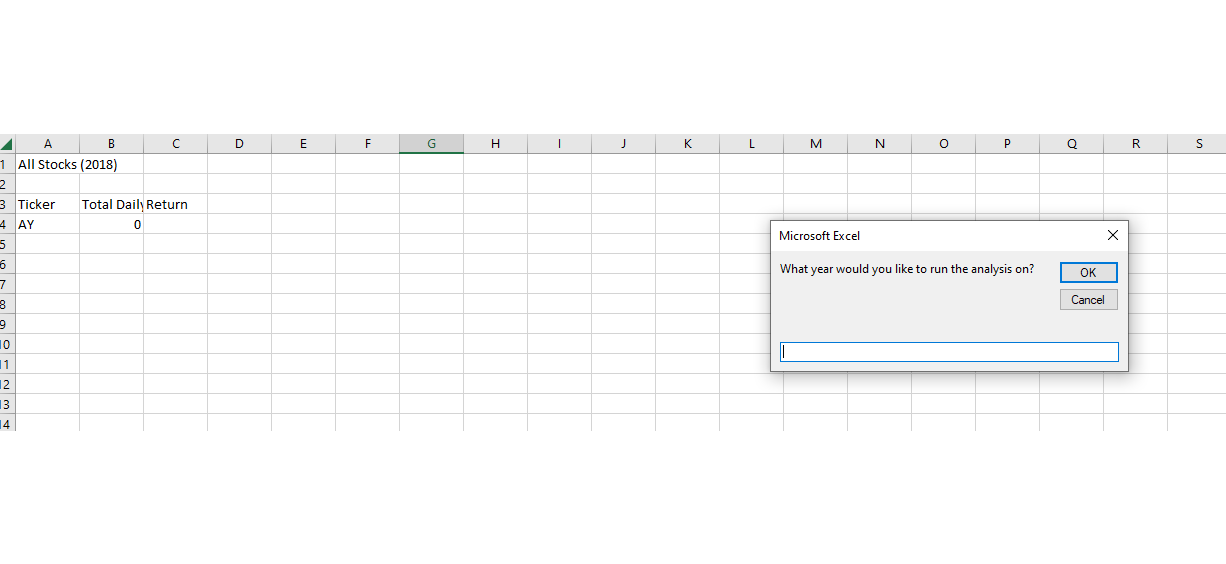 A B C D E F G H I J K L M N O P Q R S
1 All Stocks (2018)
2
3 Ticker Total Daily Return
4 AY 0
5
6
7
8
9
10
11
12
13
14
Microsoft Excel
What year would you like to run the analysis on?
OK
Cancel